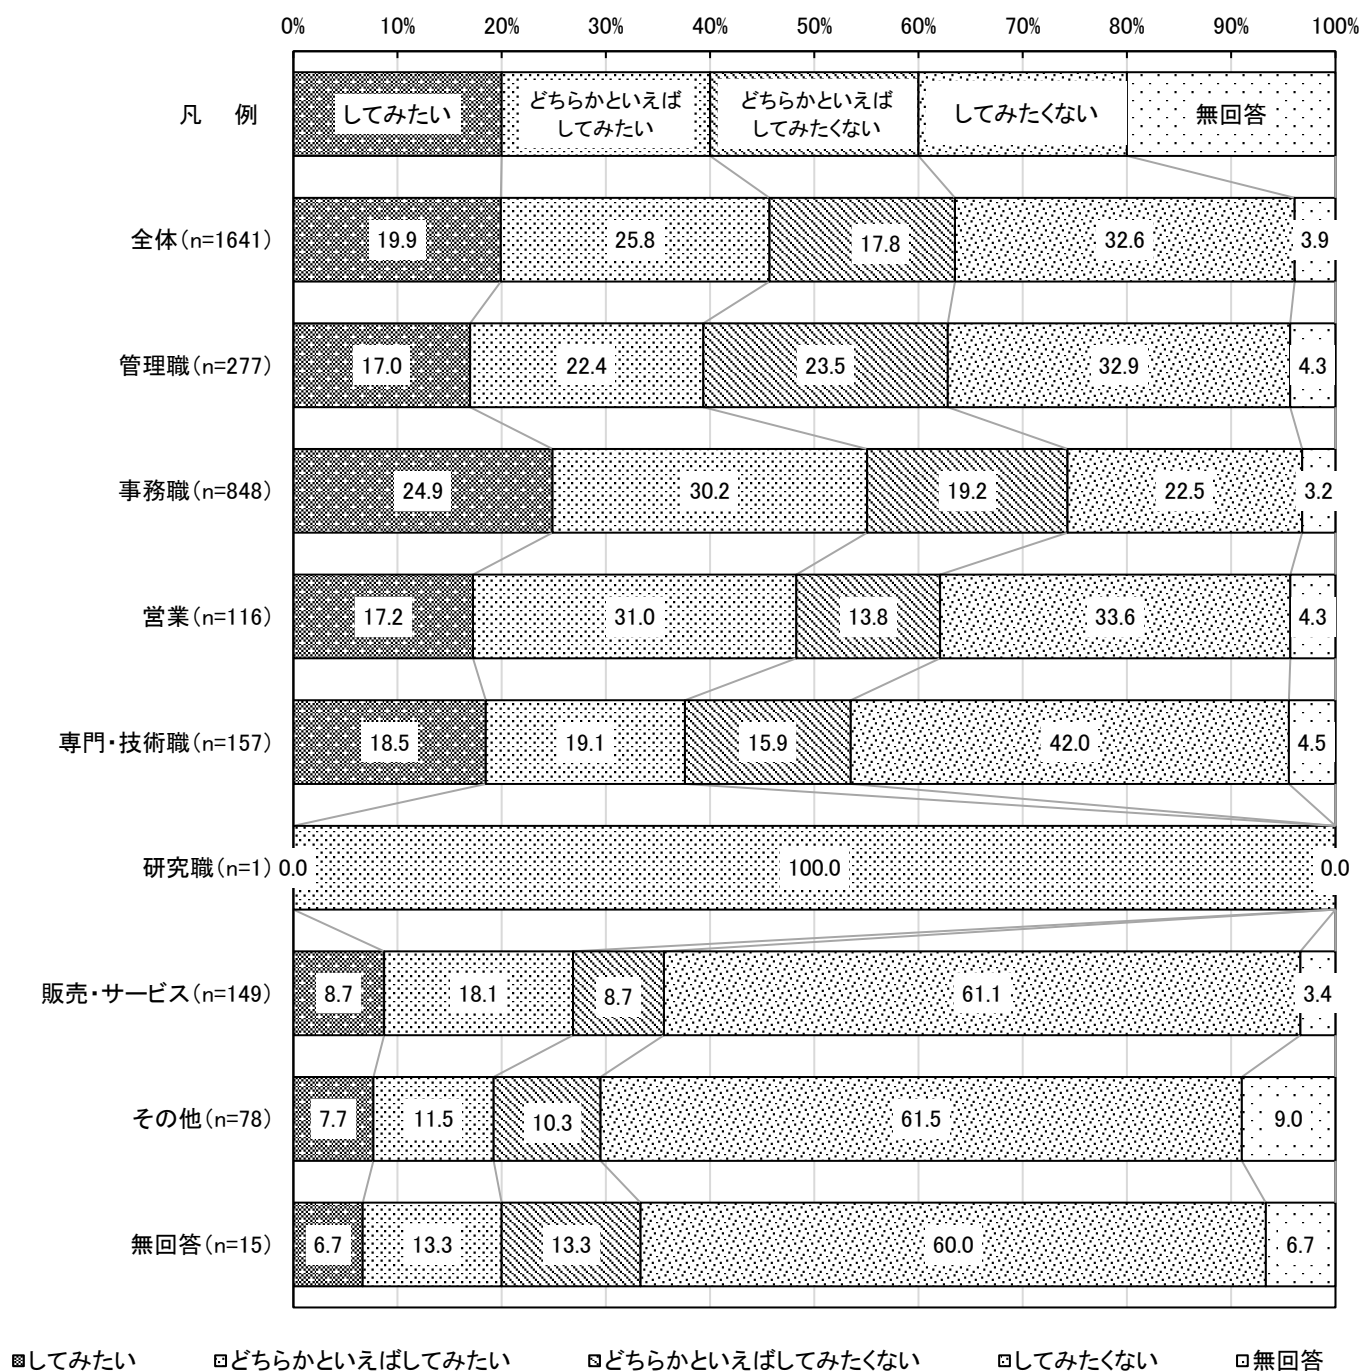 0% 10% 20% 30% 40% 50% 60% 70% 80% 90% 100%
凡 例 してみたい どちらかといえば してみたい どちらかといえば してみたくない してみたくない 無回答
全体(n=1641) 19.9 25.8 17.8 32.6 3.9
管理職(n=277) 17.0 22.4 23.5 32.9 4.3
事務職(n=848) 24.9 30.2 19.2 22.5 3.2
営業(n=116) 17.2 31.0 13.8 33.6 4.3
専門・技術職(n=157) 18.5 19.1 15.9 42.0 4.5
研究職(n=1) 0.0 100.0 0.0
販売・サービス(n=149) 8.7 18.1 8.7 61.1 3.4
その他(n=78) 7.7 11.5 10.3 61.5 9.0
無回答(n=15) 6.7 13.3 13.3 60.0 6.7
してみたい どちらかといえばしてみたい どちらかといえばしてみたくない してみたくない 無回答